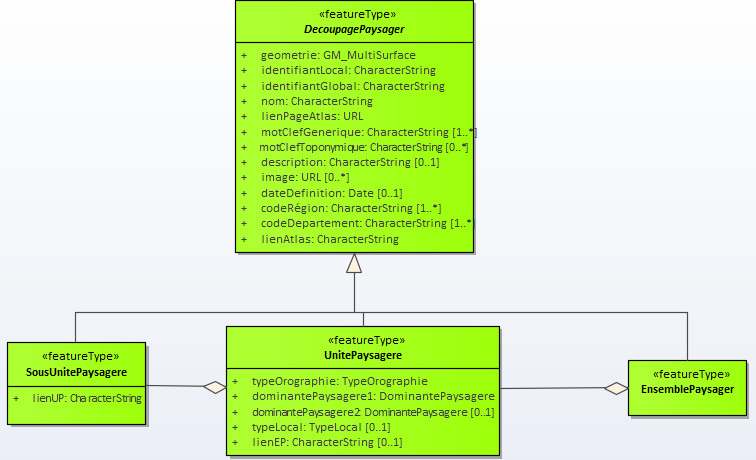 «featureType»
DecoupagePaysager
+ geometrie: GM_MultiSurface
+ identifiantLocal: CharacterString
+ identifiantGlobal: CharacterString
+ nom: CharacterString
+ lienPageAtlas: URL
+ motClefGenerique: CharacterString [1..*]
+ motClefToponymique: CharacterString [0..*]
+ description: CharacterString [0..1]
+ image: URL [0..*]
+ dateDefinition: Date [0..1]
+ codeRégion: CharacterString [1..*]
+ codeDepartement: CharacterString [1..*
+ lienAtlas: CharacterString
«featureType»
SousUnitePaysagere
+ lienUP: CharacterString
«featureType»
UnitePaysagere
+ typeOrographie: TypeOrographie
+ dominantePaysagere1: DominantePaysagere
+ dominantePaysagere2: DominantePaysagere [0..1]
+ typeLocal: TypeLocal [0..1]
+ lienEP: CharacterString [0..1]
«featureType»
EnsemblePaysager